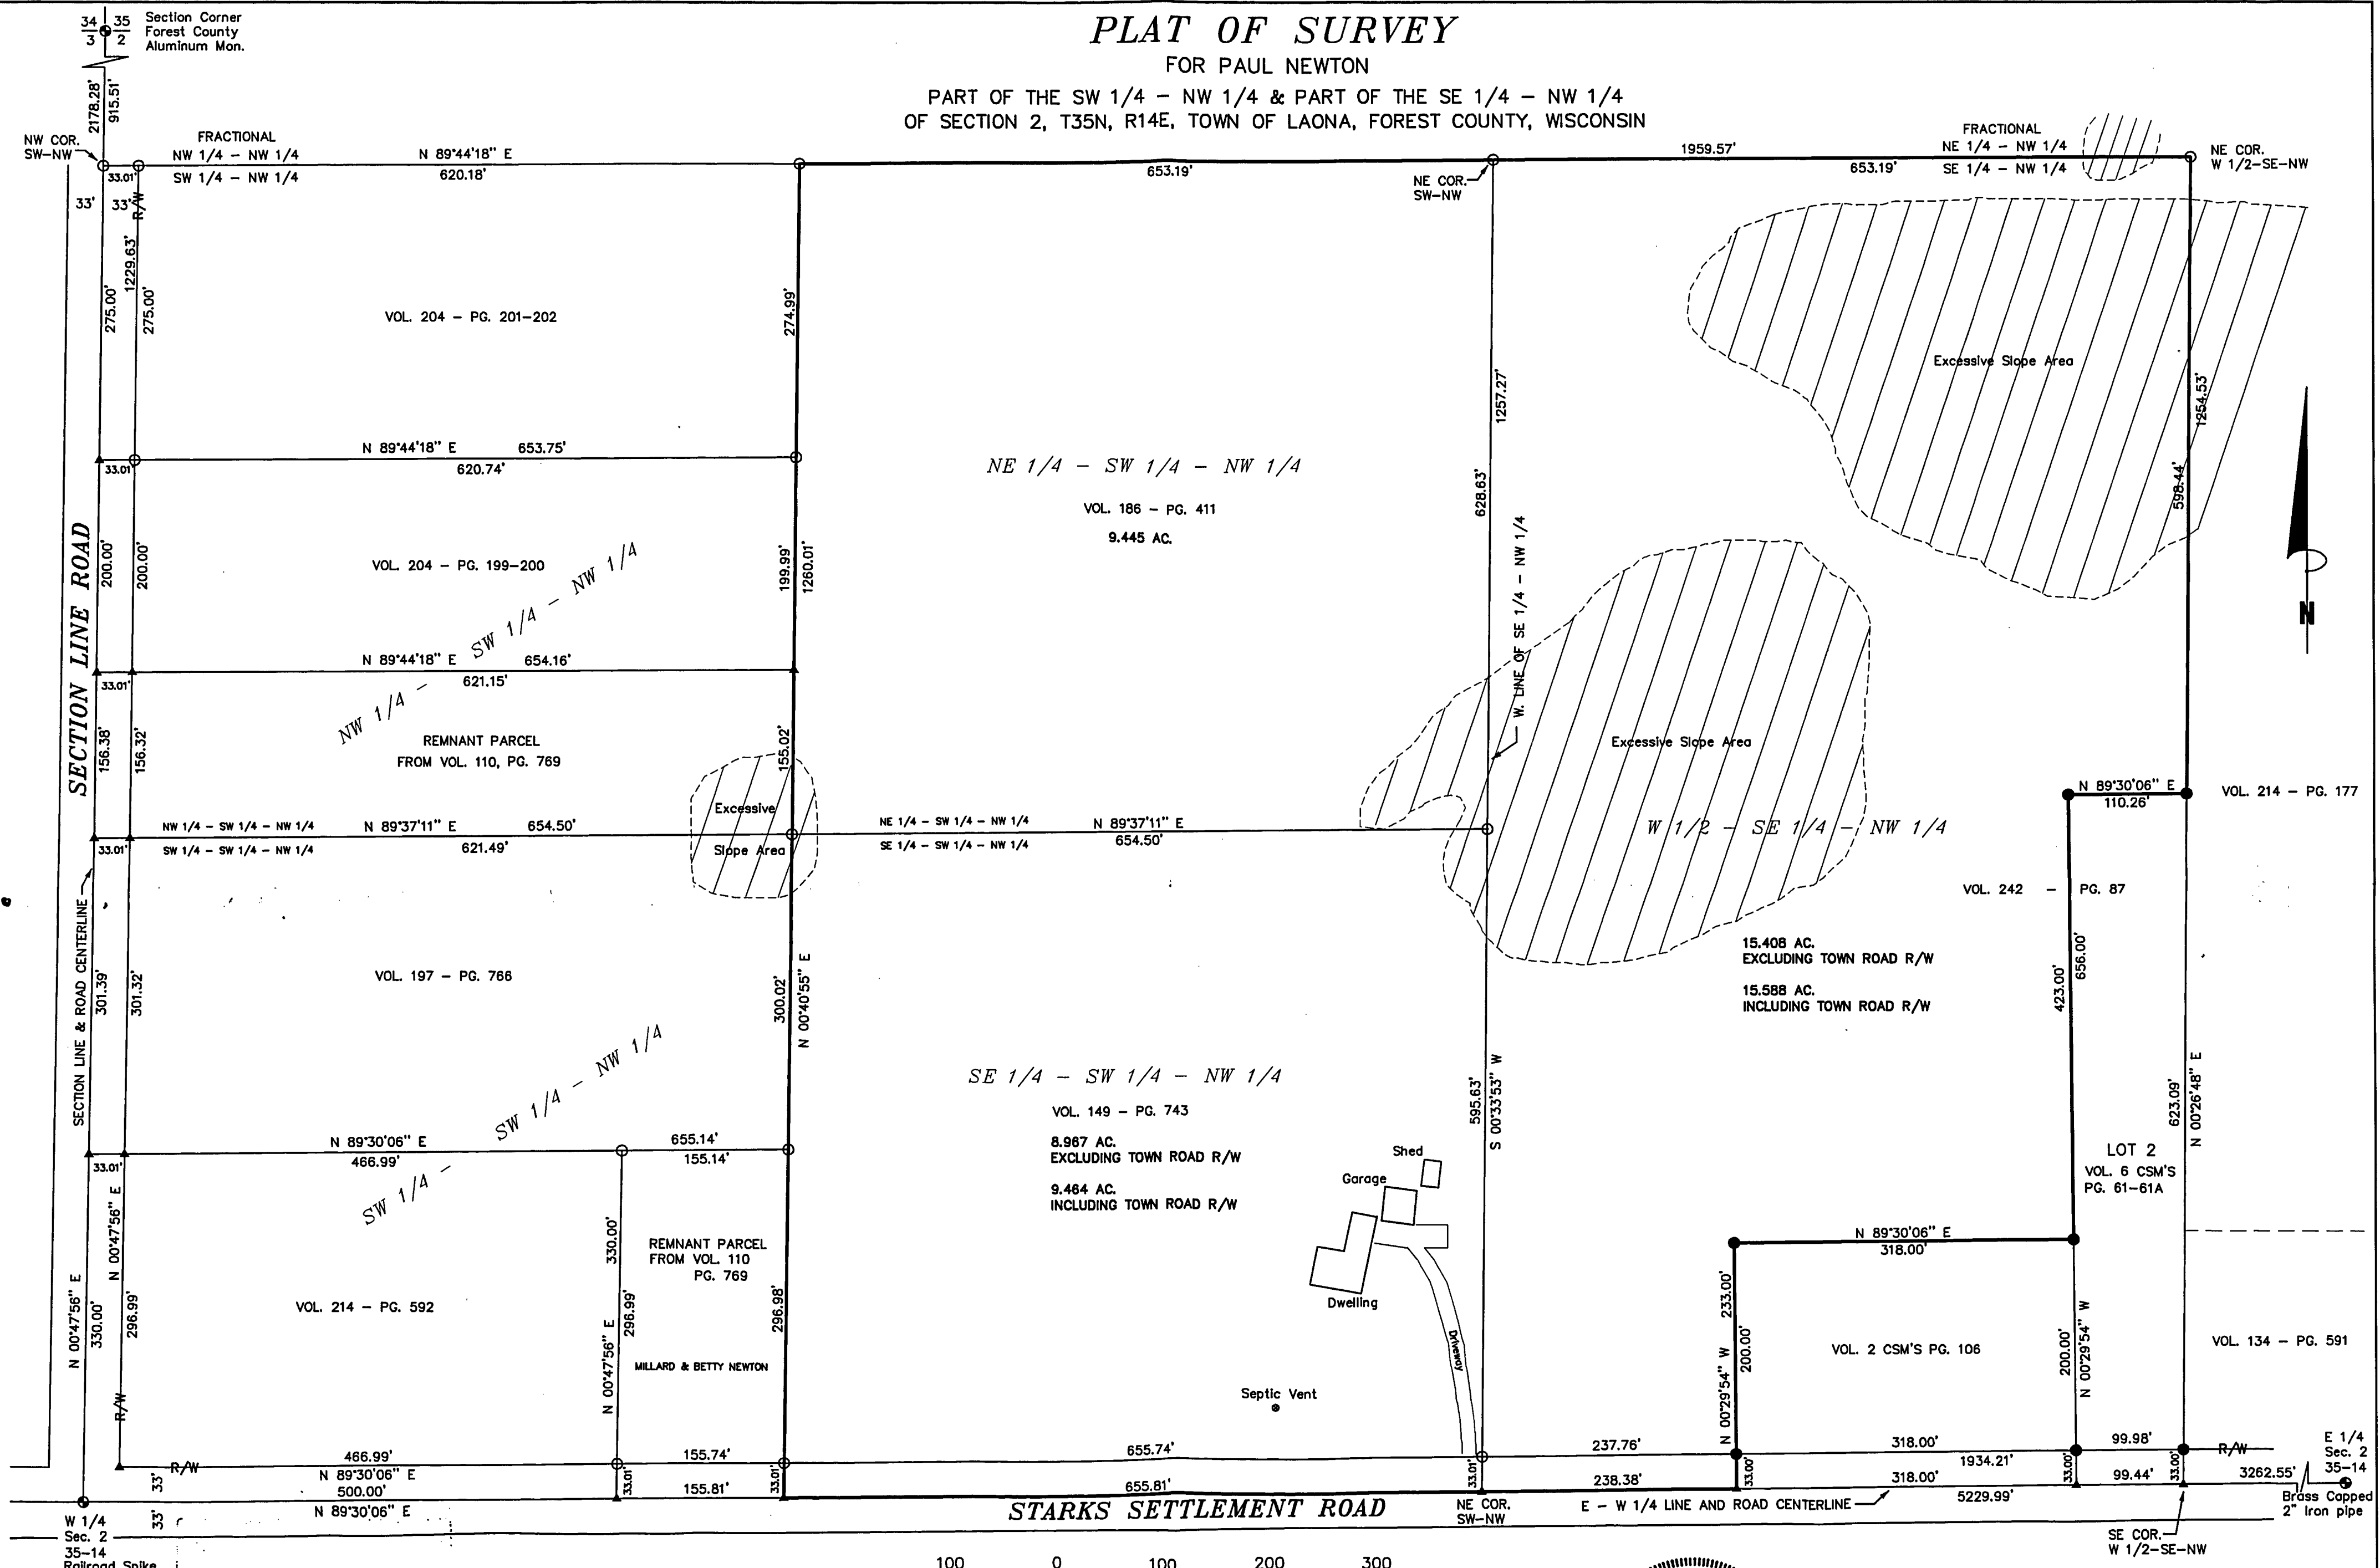 PLAT OF SURVEY
FOR PAUL NEWTON
PART OF THE SW 1/4 - NW 1/4 & PART OF THE SE 1/4 - NW 1/4
OF SECTION 2, T35N, R14E, TOWN OF LAONA, FOREST COUNTY, WISCONSIN
34 35
3 2
Section Corner
Forest County
Aluminum Mon.
2178.28'
915.51'
NW COR.
SW-NW
FRACTIONAL
NW 1/4 - NW 1/4
SW 1/4 - NW 1/4
N 89°44'18" E
620.18'
33.01'
33'
33'
R/W
653.19'
NE COR.
SW-NW
1959.57'
653.19'
FRACTIONAL
NE 1/4 - NW 1/4
SE 1/4 - NW 1/4
NE COR.
W 1/2-SE-NW
1229.63'
275.00'
275.00'
VOL. 204 - PG. 201-202
274.99'
1257.27'
Excessive Slope Area
1254.53'
N 89°44'18" E
653.75'
33.01'
620.74'
NE 1/4 - SW 1/4 - NW 1/4
VOL. 186 - PG. 411
9.445 AC.
628.63'
598.44'
W. LINE OF SE 1/4 - NW 1/4
N
SECTION LINE ROAD
200.00'
200.00'
VOL. 204 - PG. 199-200
199.99'
1260.01'
NW 1/4 - SW 1/4 - NW 1/4
N 89°44'18" E
654.16'
33.01'
621.15'
156.38'
156.32'
REMNANT PARCEL
FROM VOL. 110, PG. 769
155.02'
Excessive
Slope Area
Excessive Slope Area
N 89°30'06" E
110.26'
VOL. 214 - PG. 177
NW 1/4 - SW 1/4 - NW 1/4
N 89°37'11" E
654.50'
33.01'
SW 1/4 - SW 1/4 - NW 1/4
621.49'
NE 1/4 - SW 1/4 - NW 1/4
SE 1/4 - SW 1/4 - NW 1/4
N 89°37'11" E
654.50'
W 1/2 - SE 1/4 - NW 1/4
VOL. 242 - PG. 87
SECTION LINE & ROAD CENTERLINE
301.39'
301.32'
VOL. 197 - PG. 766
300.02'
N 00°40'55" E
15.408 AC.
EXCLUDING TOWN ROAD R/W
15.588 AC.
INCLUDING TOWN ROAD R/W
423.00'
656.00'
SW 1/4 - SW 1/4 - NW 1/4
SE 1/4 - SW 1/4 - NW 1/4
VOL. 149 - PG. 743
8.967 AC.
EXCLUDING TOWN ROAD R/W
9.464 AC.
INCLUDING TOWN ROAD R/W
595.63'
S 00°33'53" W
623.09'
N 00°26'48" E
N 89°30'06" E
655.14'
33.01'
466.99'
155.14'
Shed
Garage
Dwelling
Driveway
Septic Vent
LOT 2
VOL. 6 CSM'S
PG. 61-61A
N 00°47'56" E
330.00'
N 00°47'56" E
296.99'
R/W
VOL. 214 - PG. 592
330.00'
N 00°47'56" E
296.99'
REMNANT PARCEL
FROM VOL. 110
PG. 769
MILLARD & BETTY NEWTON
296.98'
N 89°30'06" E
318.00'
233.00'
N 00°29'54" W
200.00'
VOL. 2 CSM'S PG. 106
200.00'
N 00°29'54" W
VOL. 134 - PG. 591
466.99'
155.74'
655.74'
237.76'
318.00'
1934.21'
99.98'
R/W
E 1/4
Sec. 2
35-14
Brass Capped
2" Iron pipe
33'
R/W
N 89°30'06" E
500.00'
33.01'
155.81'
33.01'
655.81'
33.01'
238.38'
33.00'
318.00'
33.00'
99.44'
33.00'
3262.55'
N 89°30'06" E
33'
STARKS SETTLEMENT ROAD
NE COR.
SW-NW
E - W 1/4 LINE AND ROAD CENTERLINE
5229.99'
SE COR.
W 1/2-SE-NW
W 1/4
Sec. 2
35-14
Railroad Spike
100 0 100 200 300